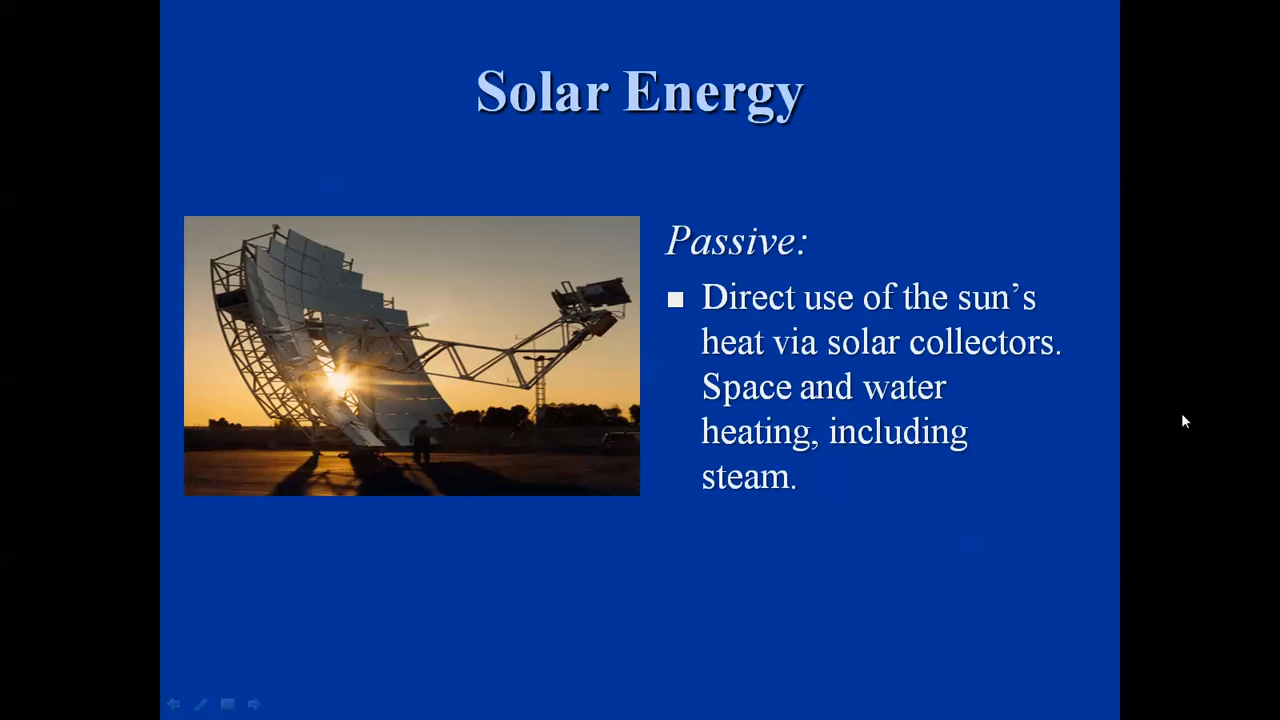 Solar Energy
Passive:
Direct use of the sun’s
heat via solar collectors.
Space and water
heating, including
steam.